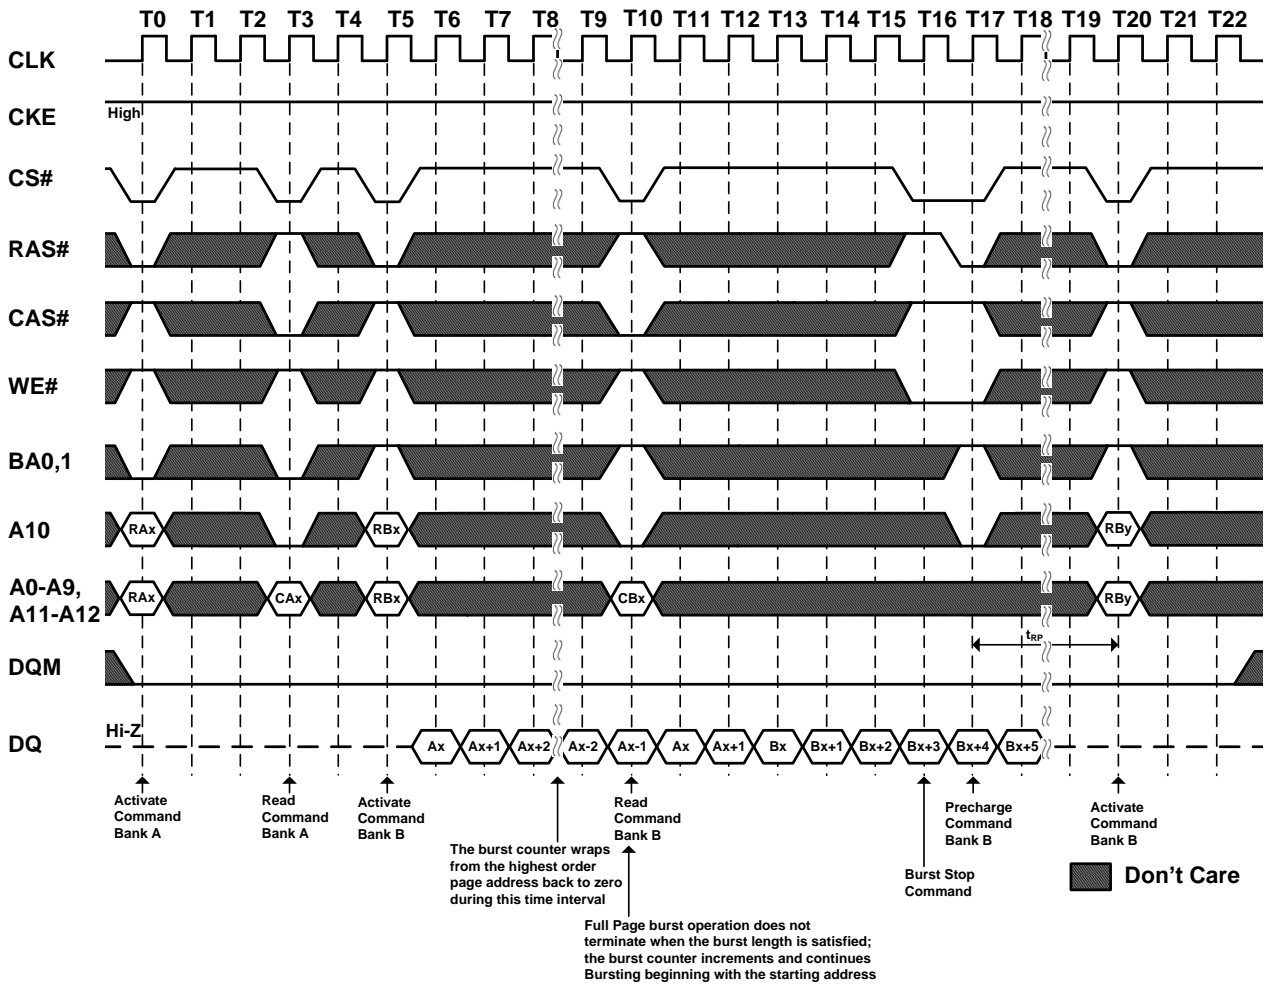 T0 T1 T2 T3 T4 T5 T6 T7 T8 T9 T10 T11 T12 T13 T14 T15 T16 T17 T18 T19 T20 T21 T22
CLK
CKE
High
CS#
RAS#
CAS#
WE#
BA0,1
A10
RAx RBx RBy
A0-A9,
A11-A12
RAx CAx RBx CBx RBy
tRP
DQM
DQ
Hi-Z
Ax Ax+1 Ax+2 Ax-2 Ax-1 Ax Ax+1 Bx Bx+1 Bx+2 Bx+3 Bx+4 Bx+5
Activate
Command
Bank A
Read
Command
Bank A
Activate
Command
Bank B
The burst counter wraps
from the highest order
page address back to zero
during this time interval
Read
Command
Bank B
Full Page burst operation does not
terminate when the burst length is satisfied;
the burst counter increments and continues
Bursting beginning with the starting address
Burst Stop
Command
Precharge
Command
Bank B
Activate
Command
Bank B
Don't Care